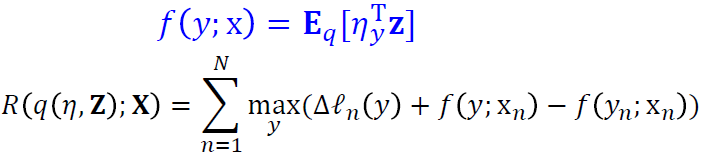 f(y; x) = E_q[η_y^T z]
R(q(η, Z); X) = ∑_{n=1}^{N} max_y(Δℓ_n(y) + f(y; x_n) − f(y_n; x_n))